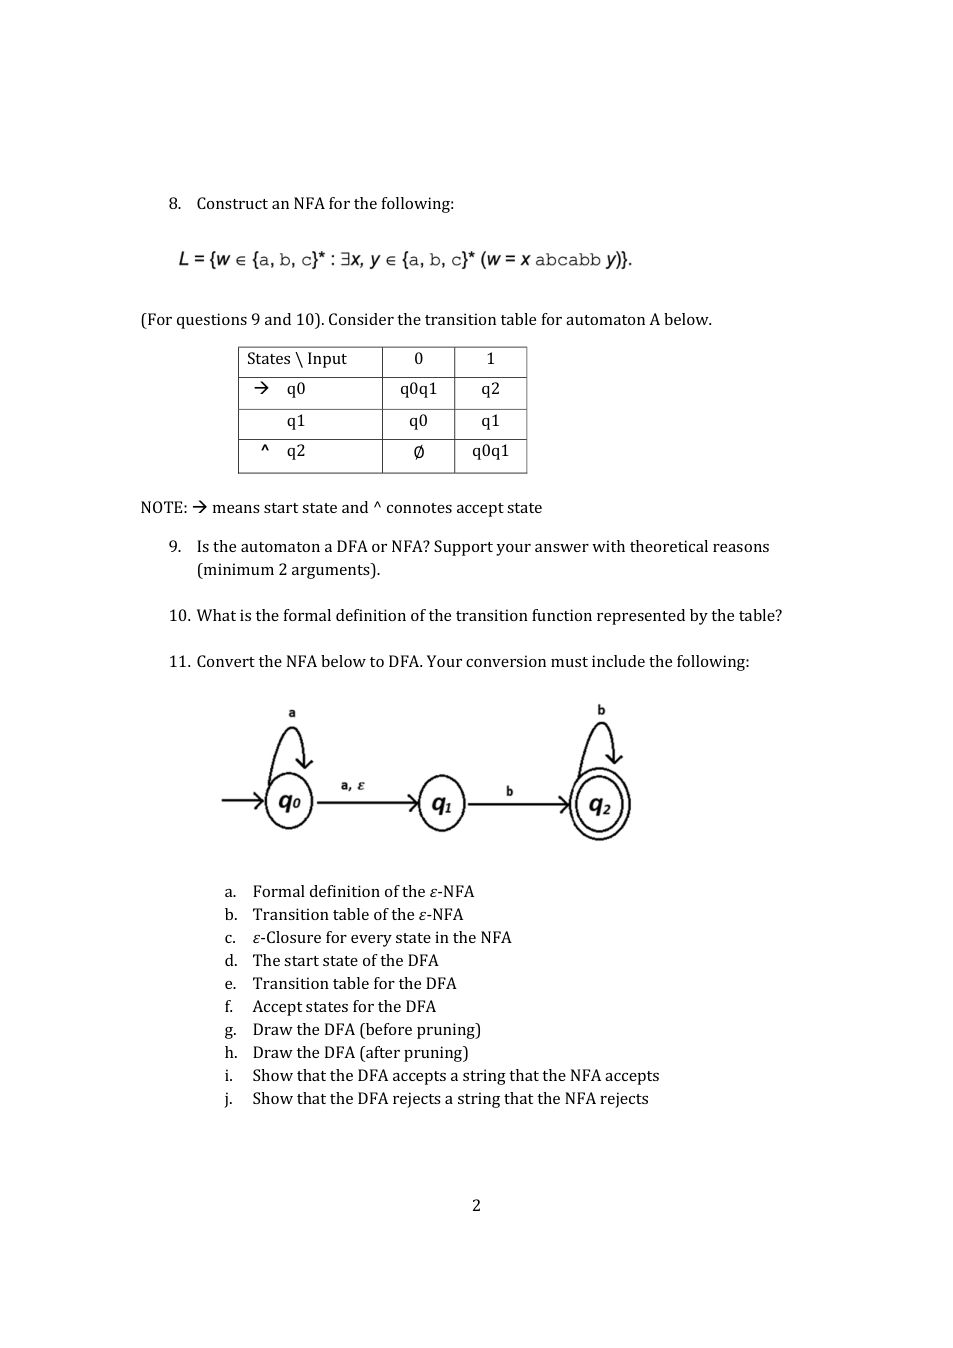 8. Construct an NFA for the following:
L = {w ∈ {a, b, c}* : ∃x, y ∈ {a, b, c}* (w = x abcabb y)}.
(For questions 9 and 10). Consider the transition table for automaton A below.
States \ Input 0 1
→ q0 q0q1 q2
q1 q0 q1
^ q2 ∅ q0q1
NOTE: → means start state and ^ connotes accept state
9. Is the automaton a DFA or NFA? Support your answer with theoretical reasons
(minimum 2 arguments).
10. What is the formal definition of the transition function represented by the table?
11. Convert the NFA below to DFA. Your conversion must include the following:
a b
a, ε b
q0 q1 q2
a. Formal definition of the ε-NFA
b. Transition table of the ε-NFA
c. ε-Closure for every state in the NFA
d. The start state of the DFA
e. Transition table for the DFA
f. Accept states for the DFA
g. Draw the DFA (before pruning)
h. Draw the DFA (after pruning)
i. Show that the DFA accepts a string that the NFA accepts
j. Show that the DFA rejects a string that the NFA rejects
2